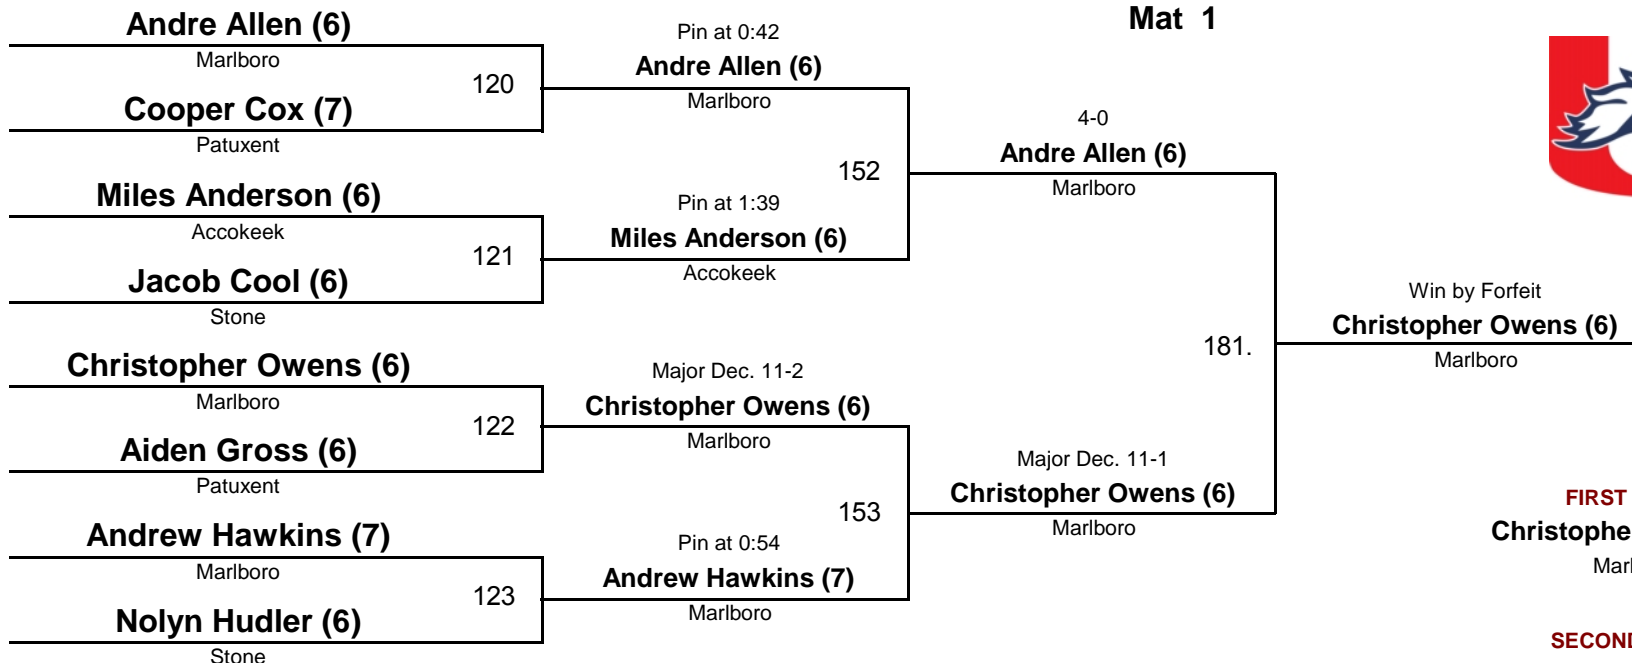 Mat 1
Andre Allen (6)
Marlboro
120
Cooper Cox (7)
Patuxent
Miles Anderson (6)
Accokeek
121
Jacob Cool (6)
Stone
Christopher Owens (6)
Marlboro
122
Aiden Gross (6)
Patuxent
Andrew Hawkins (7)
Marlboro
123
Nolyn Hudler (6)
Stone
Pin at 0:42
Andre Allen (6)
Marlboro
152
Pin at 1:39
Miles Anderson (6)
Accokeek
Major Dec. 11-2
Christopher Owens (6)
Marlboro
153
Pin at 0:54
Andrew Hawkins (7)
Marlboro
4-0
Andre Allen (6)
Marlboro
181.
Major Dec. 11-1
Christopher Owens (6)
Marlboro
Win by Forfeit
Christopher Owens (6)
Marlboro
FIRST